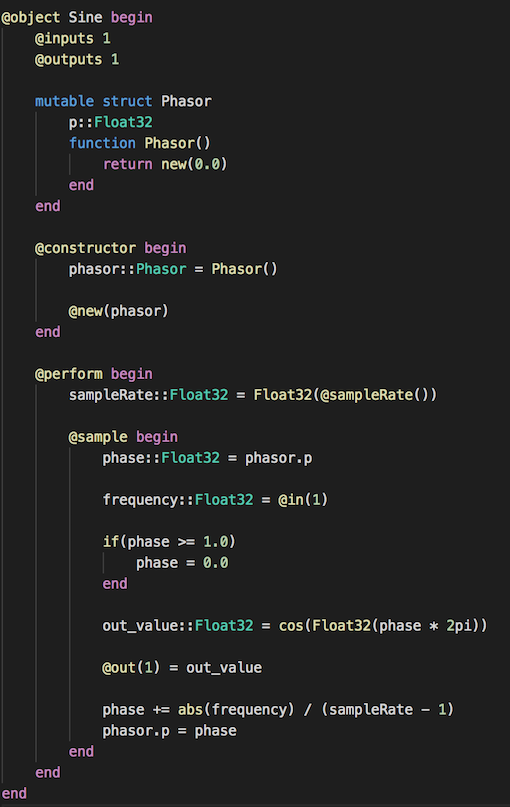 @object Sine begin
    @inputs 1
    @outputs 1

    mutable struct Phasor
        p::Float32
        function Phasor()
            return new(0.0)
        end
    end

    @constructor begin
        phasor::Phasor = Phasor()

        @new(phasor)
    end

    @perform begin
        sampleRate::Float32 = Float32(@sampleRate())

        @sample begin
            phase::Float32 = phasor.p

            frequency::Float32 = @in(1)

            if(phase >= 1.0)
                phase = 0.0
            end

            out_value::Float32 = cos(Float32(phase * 2pi))

            @out(1) = out_value

            phase += abs(frequency) / (sampleRate - 1)
            phasor.p = phase
        end
    end
end